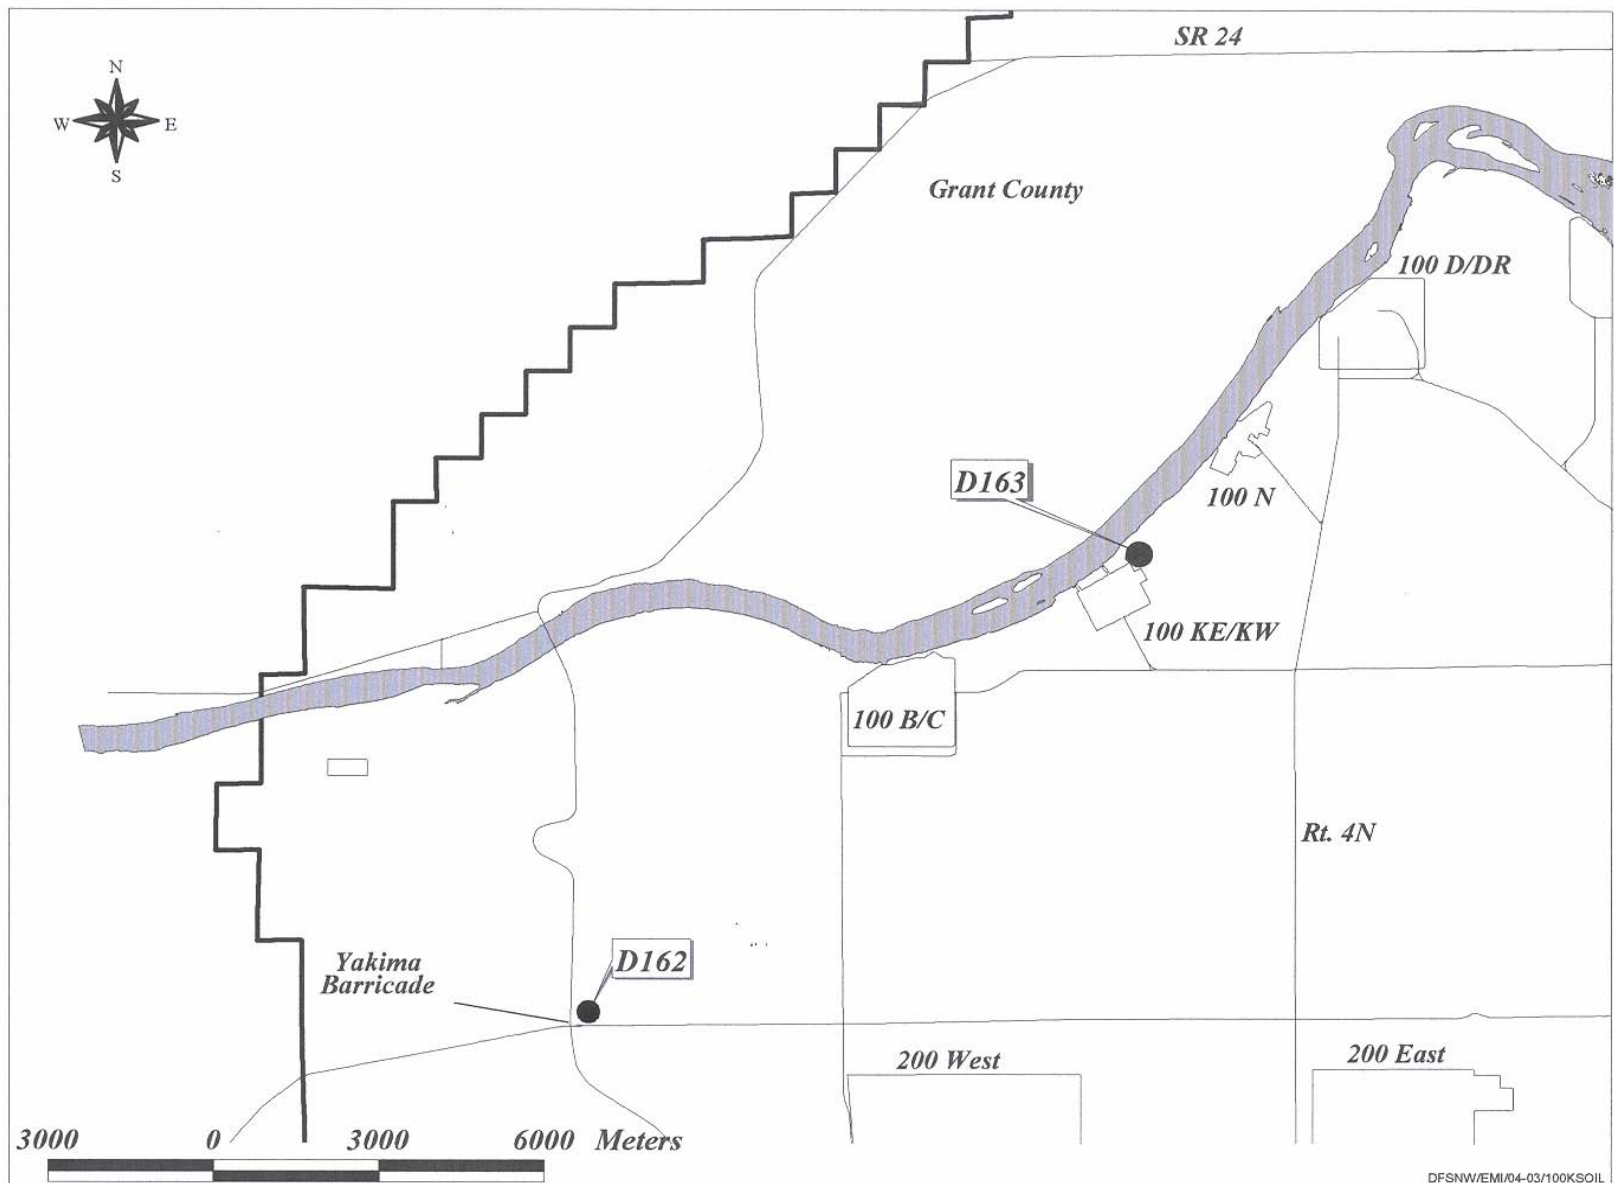 SR 24
N
W E
S
Grant County
100 D/DR
D163
100 N
100 KE/KW
100 B/C
Rt. 4N
Yakima
Barricade
D162
200 West
200 East
3000 0 3000 6000 Meters
DFSNW/EMI/04-03/100KSOIL